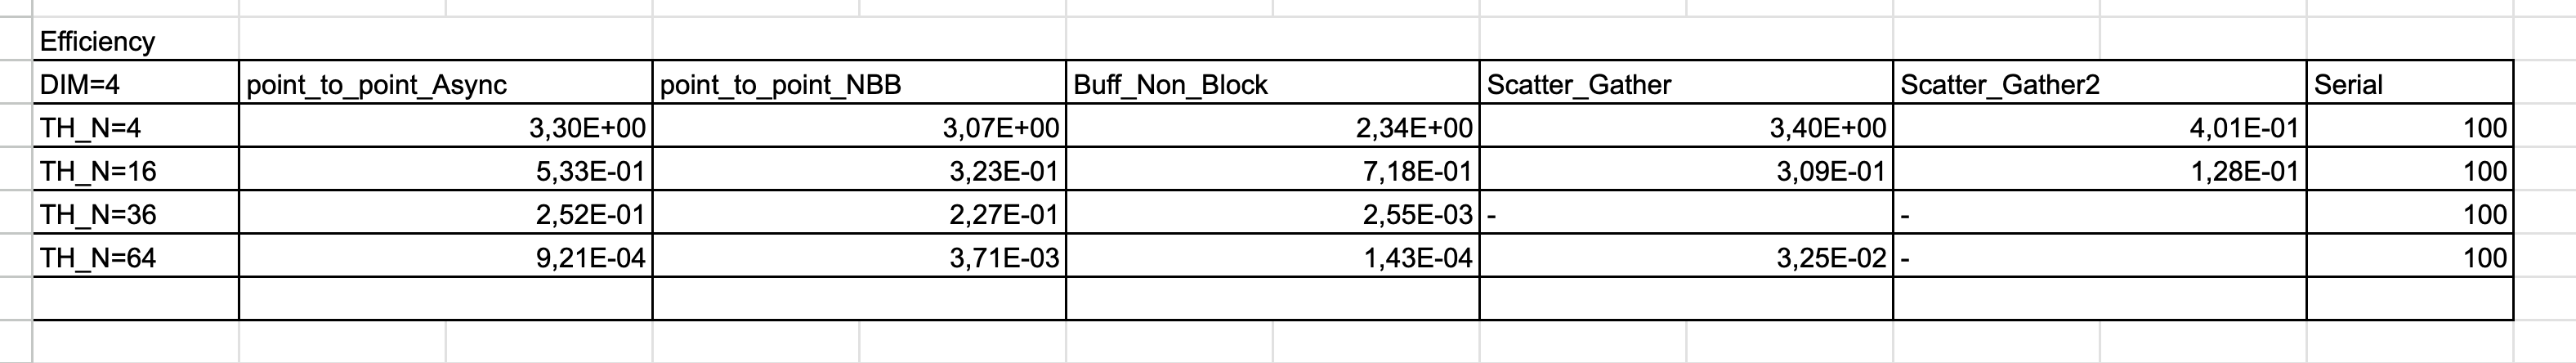 Efficiency
DIM=4 point_to_point_Async point_to_point_NBB Buff_Non_Block Scatter_Gather Scatter_Gather2 Serial
TH_N=4 3,30E+00 3,07E+00 2,34E+00 3,40E+00 4,01E-01 100
TH_N=16 5,33E-01 3,23E-01 7,18E-01 3,09E-01 1,28E-01 100
TH_N=36 2,52E-01 2,27E-01 2,55E-03 - - 100
TH_N=64 9,21E-04 3,71E-03 1,43E-04 3,25E-02 - 100